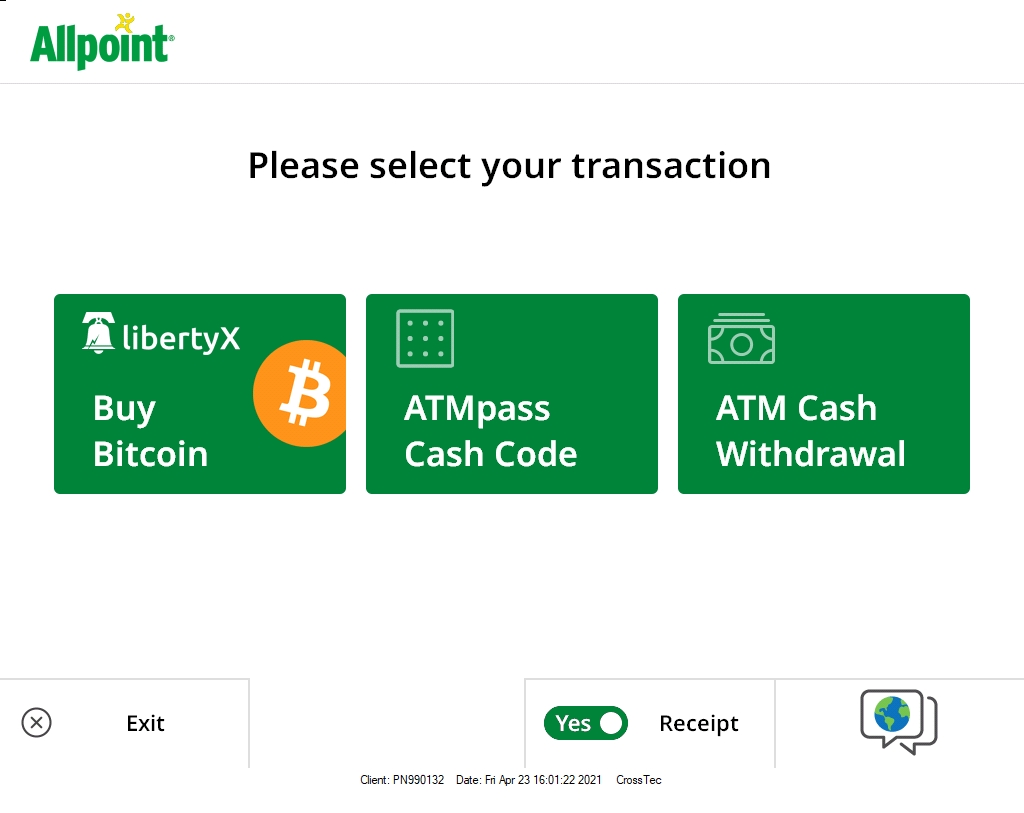 Allpoint®
Please select your transaction
libertyX
Buy
Bitcoin
ATMpass
Cash Code
ATM Cash
Withdrawal
Exit
Yes
Receipt
Client: PN990132 Date: Fri Apr 23 16:01:22 2021 CrossTec